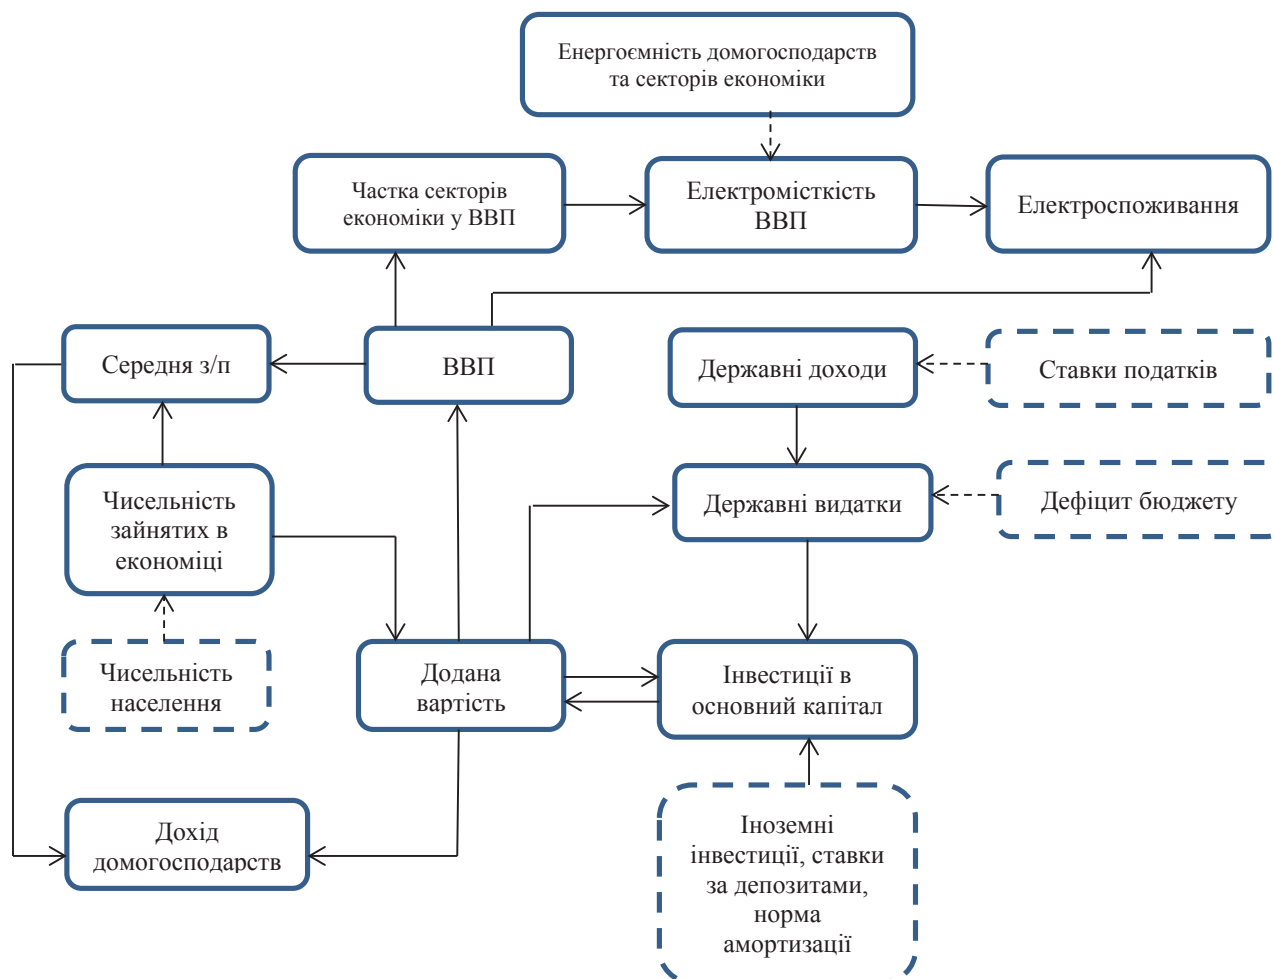 Енергоємність домогосподарств
та секторів економіки
Частка секторів
економіки у ВВП
Електромісткість
ВВП
Електроспоживання
Середня з/п
ВВП
Державні доходи
Ставки податків
Чисельність
зайнятих в
економіці
Державні видатки
Дефіцит бюджету
Чисельність
населення
Додана
вартість
Інвестиції в
основний капітал
Дохід
домогосподарств
Іноземні
інвестиції, ставки
за депозитами,
норма
амортизації